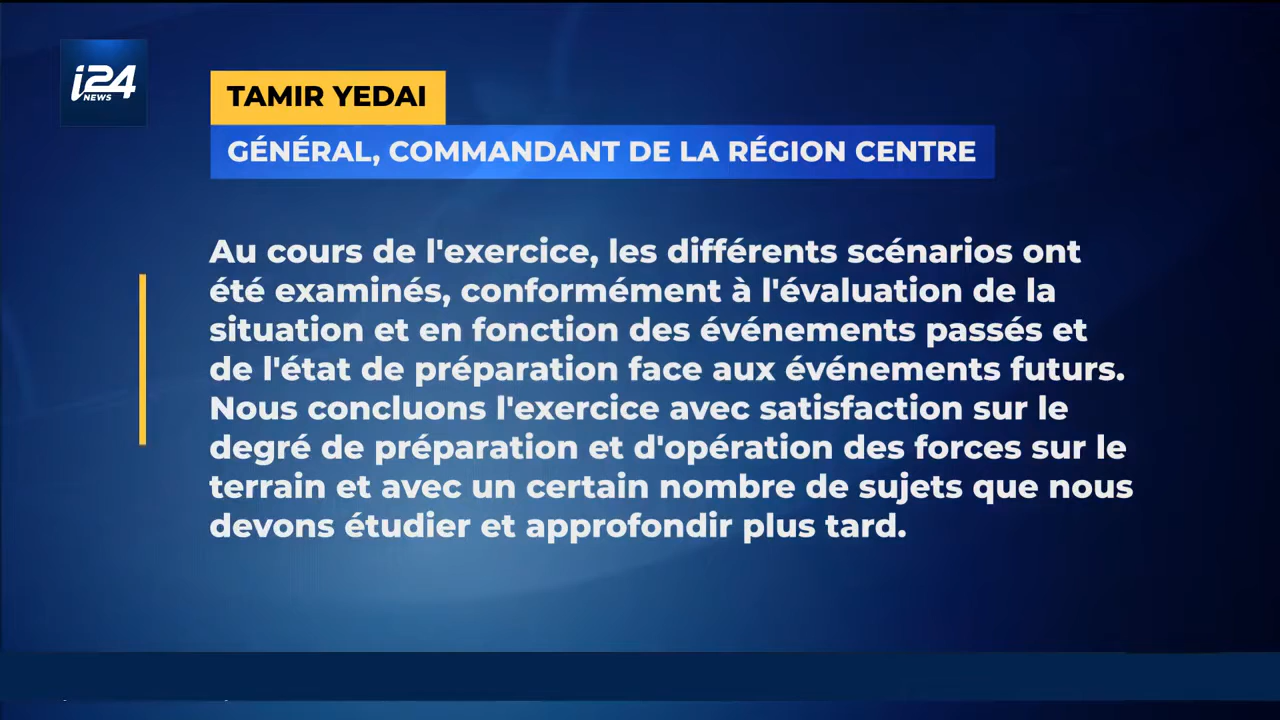 i24
NEWS
TAMIR YEDAI
GÉNÉRAL, COMMANDANT DE LA RÉGION CENTRE
Au cours de l'exercice, les différents scénarios ont
été examinés, conformément à l'évaluation de la
situation et en fonction des événements passés et
de l'état de préparation face aux événements futurs.
Nous concluons l'exercice avec satisfaction sur le
degré de préparation et d'opération des forces sur le
terrain et avec un certain nombre de sujets que nous
devons étudier et approfondir plus tard.